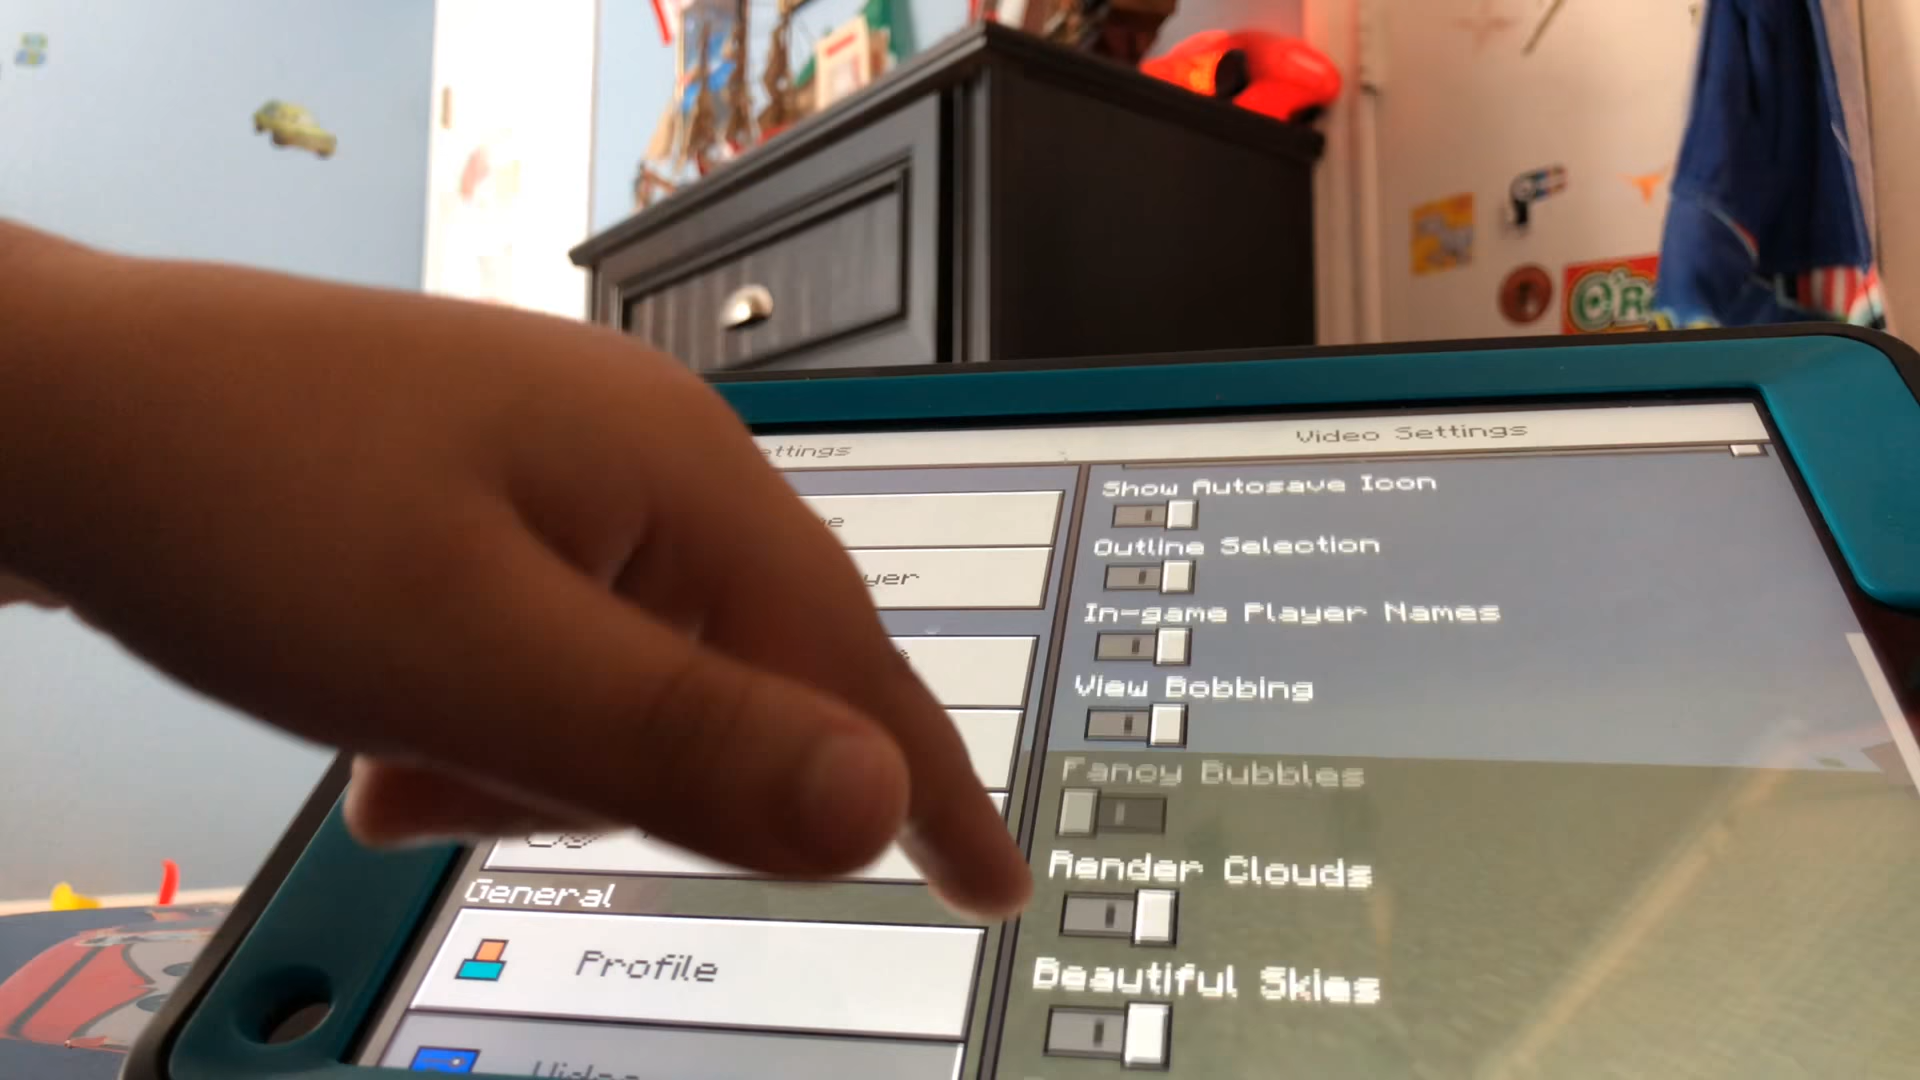 Video Settings
Show Autosave Icon
Outline Selection
In-game Player Names
View Bobbing
Fancy Bubbles
Render Clouds
Beautiful Skies
General
Profile
Video